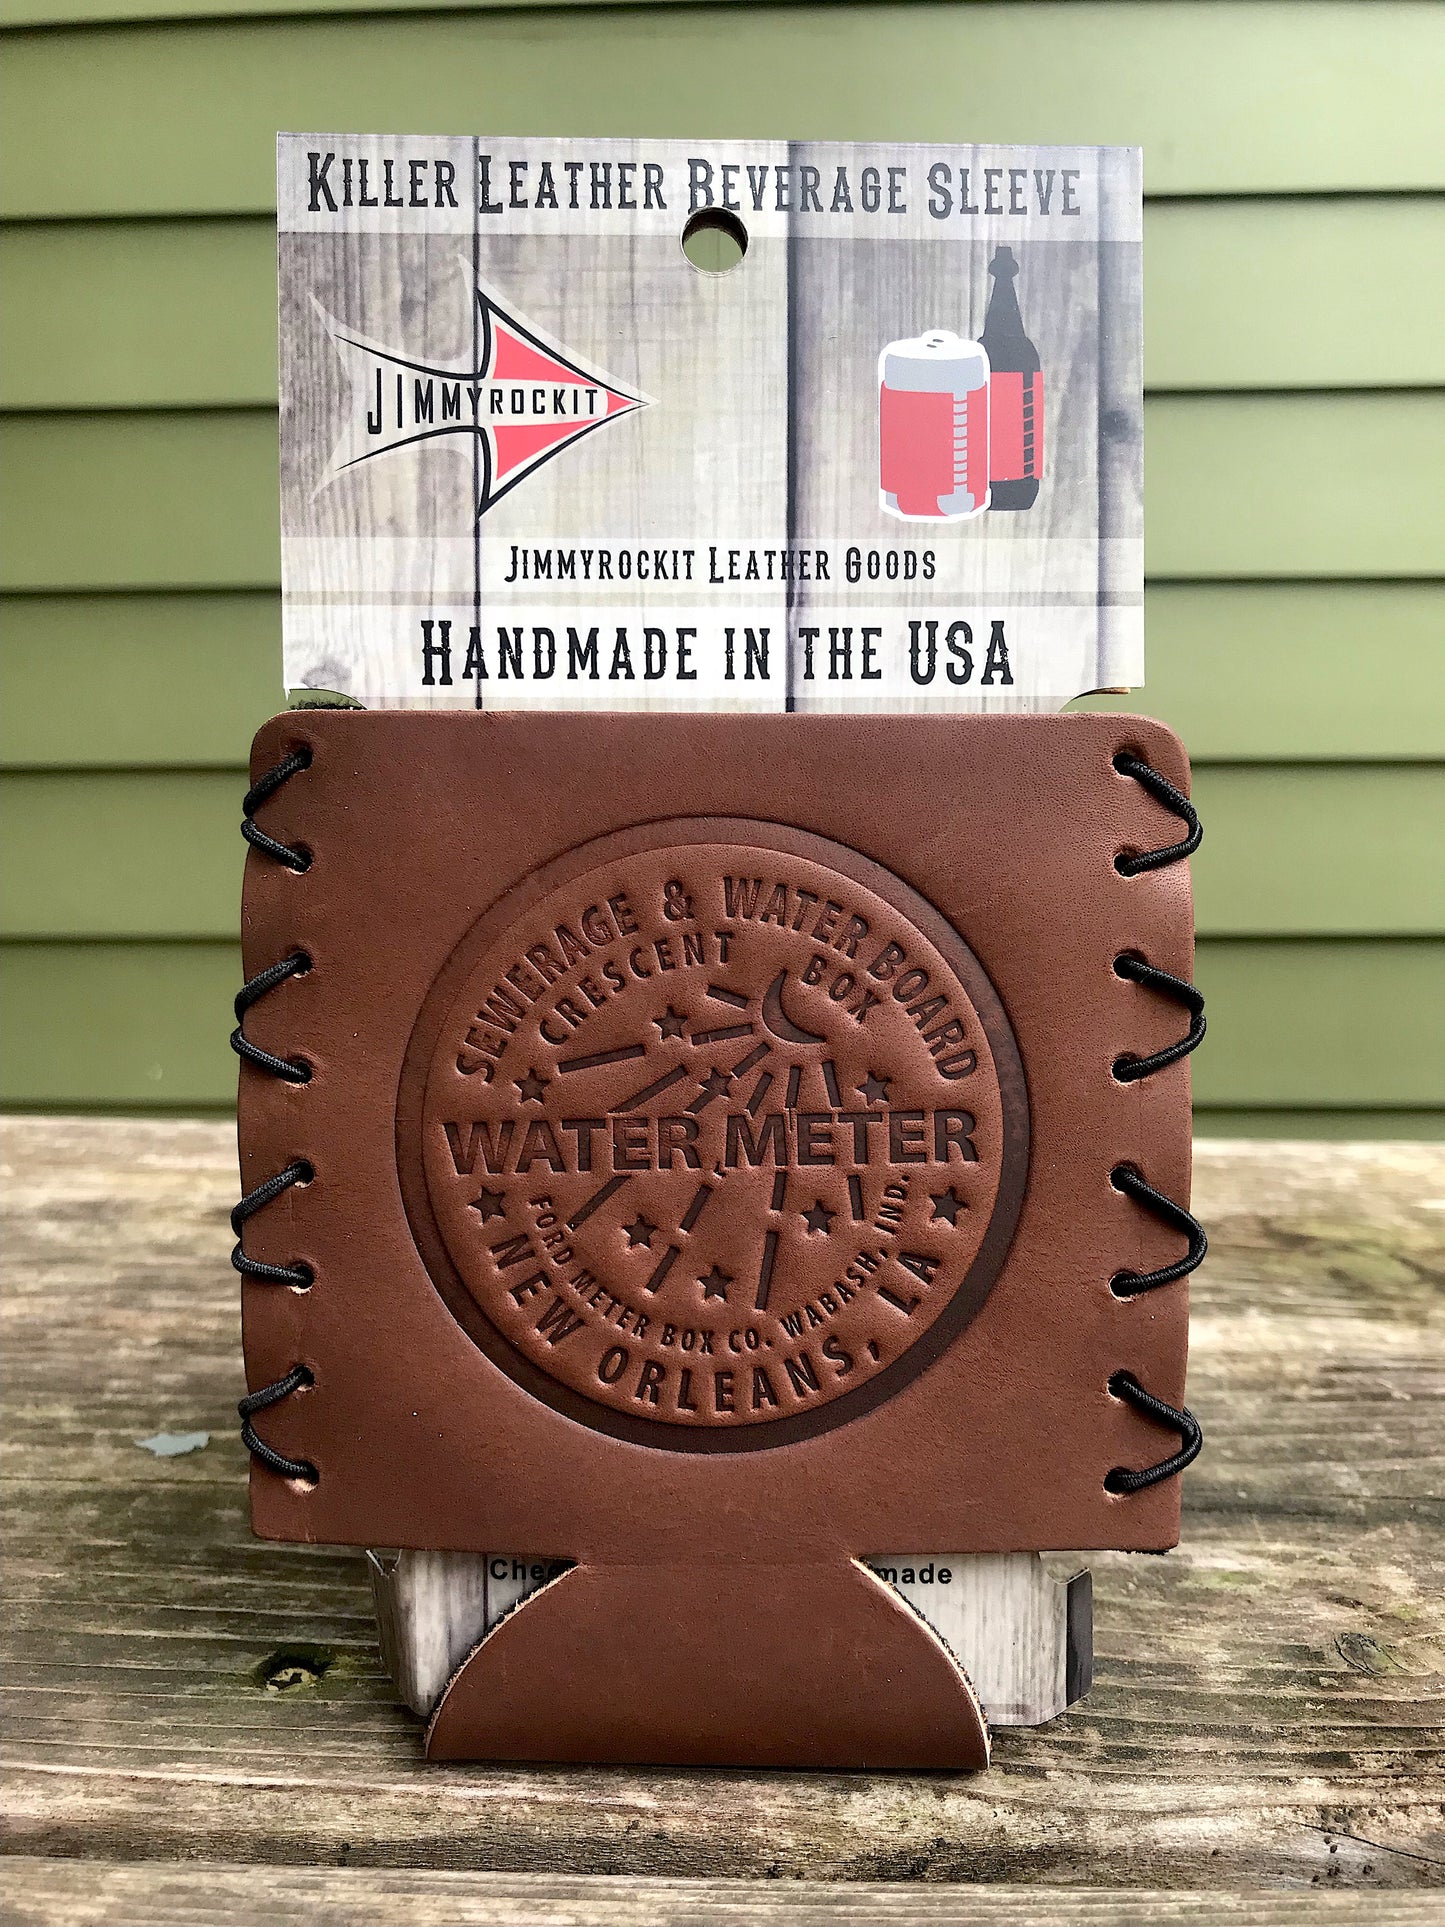 KILLER LEATHER BEVERAGE SLEEVE
JIMMYROCKIT
JIMMYROCKIT LEATHER GOODS
HANDMADE IN THE USA
SEWERAGE & WATER BOARD
CRESCENT BOX
WATER METER
FORD METER BOX CO. WABASH, IND.
NEW ORLEANS, LA
made